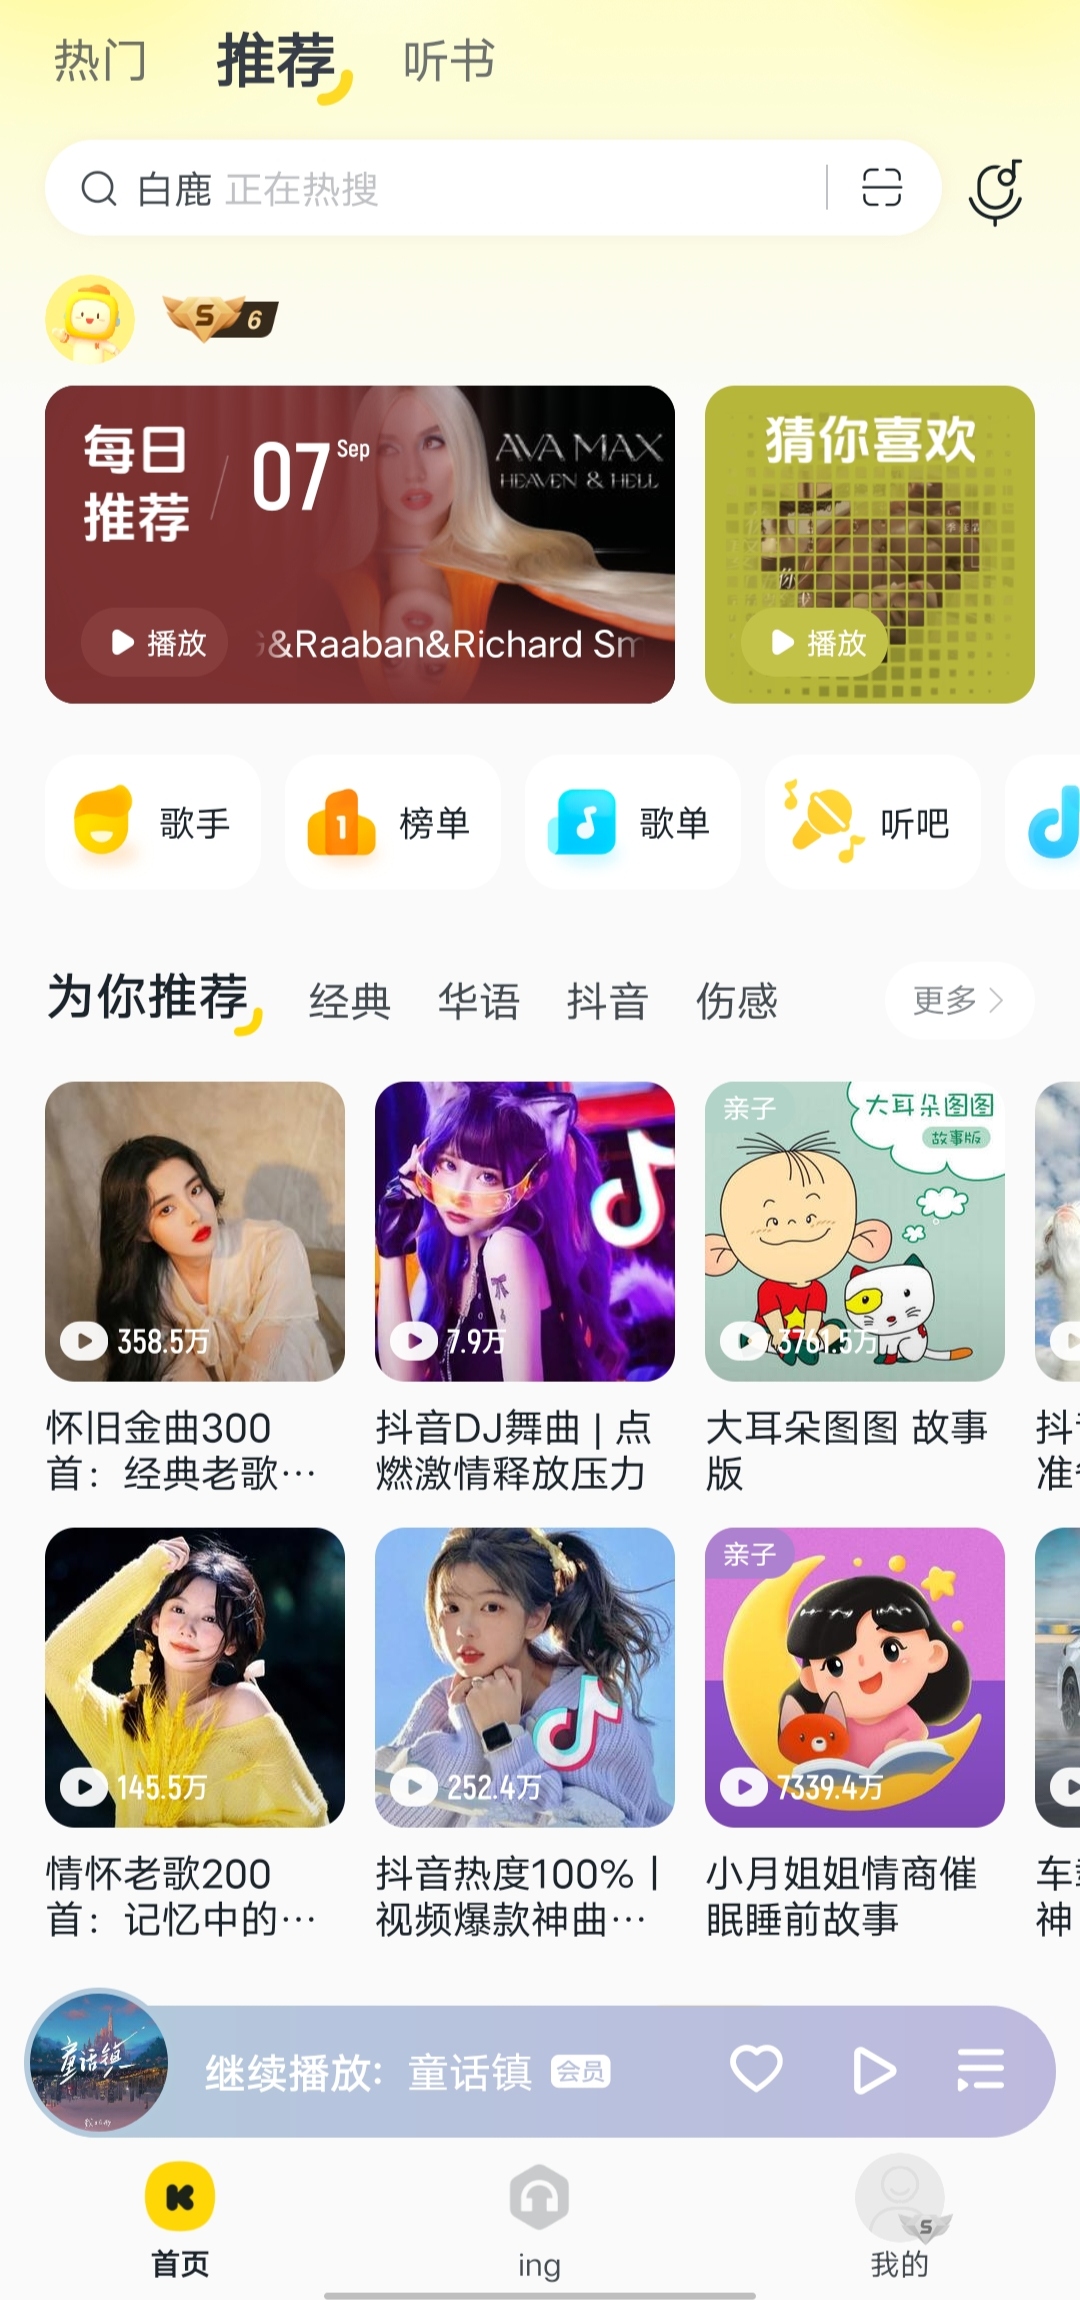 热门 推荐 听书
白鹿 正在热搜
S 6
每日
推荐
07 Sep
AVA MAX
HEAVEN & HELL
播放
&Raaban&Richard Sm
猜你喜欢
播放
歌手 榜单 歌单 听吧
为你推荐 经典 华语 抖音 伤感 更多
358.5万
怀旧金曲300
首：经典老歌…
7.9万
抖音DJ舞曲 | 点
燃激情释放压力
亲子
大耳朵图图
故事版
3761.5万
大耳朵图图 故事
版
145.5万
情怀老歌200
首：记忆中的…
252.4万
抖音热度100%丨
视频爆款神曲…
亲子
7339.4万
小月姐姐情商催
眠睡前故事
童话镇
继续播放：童话镇 会员
首页 ing 我的